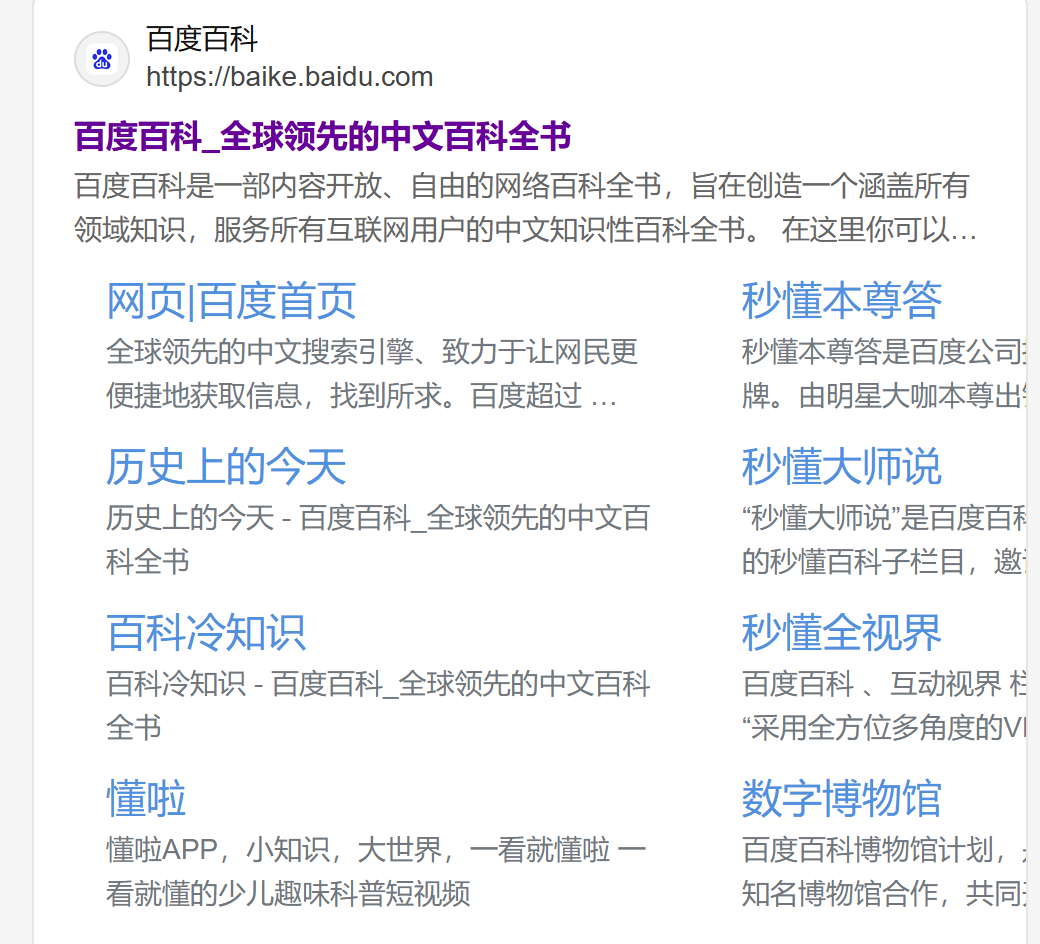 百度百科
https://baike.baidu.com
百度百科_全球领先的中文百科全书
百度百科是一部内容开放、自由的网络百科全书，旨在创造一个涵盖所有
领域知识，服务所有互联网用户的中文知识性百科全书。 在这里你可以…
网页|百度首页
全球领先的中文搜索引擎、致力于让网民更
便捷地获取信息，找到所求。百度超过 …
历史上的今天
历史上的今天 - 百度百科_全球领先的中文百
科全书
百科冷知识
百科冷知识 - 百度百科_全球领先的中文百科
全书
懂啦
懂啦APP，小知识，大世界，一看就懂啦 一
看就懂的少儿趣味科普短视频
秒懂本尊答
秒懂本尊答是百度公司
牌。由明星大咖本尊出
秒懂大师说
“秒懂大师说”是百度百科
的秒懂百科子栏目，邀
秒懂全视界
百度百科 、互动视界 栏
“采用全方位多角度的V
数字博物馆
百度百科博物馆计划，
知名博物馆合作，共同